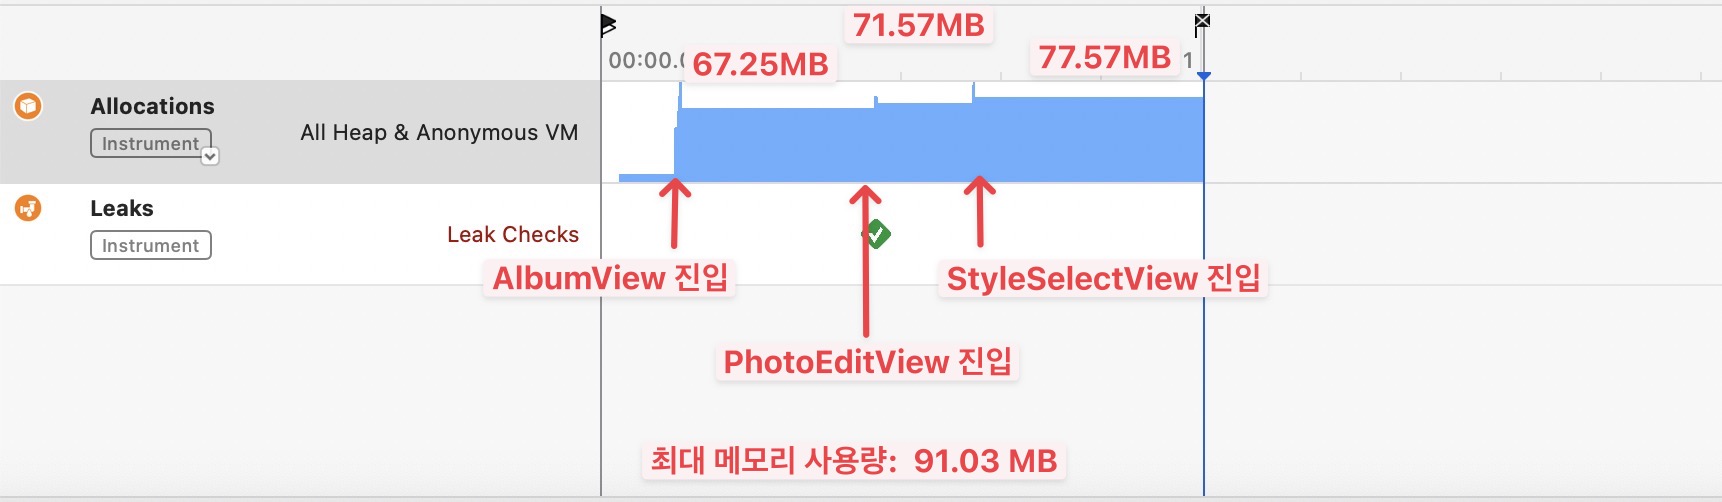 71.57MB
00:00.
67.25MB
77.57MB
1
Allocations
Instrument
All Heap & Anonymous VM
Leaks
Instrument
Leak Checks
AlbumView 진입
StyleSelectView 진입
PhotoEditView 진입
최대 메모리 사용량: 91.03 MB